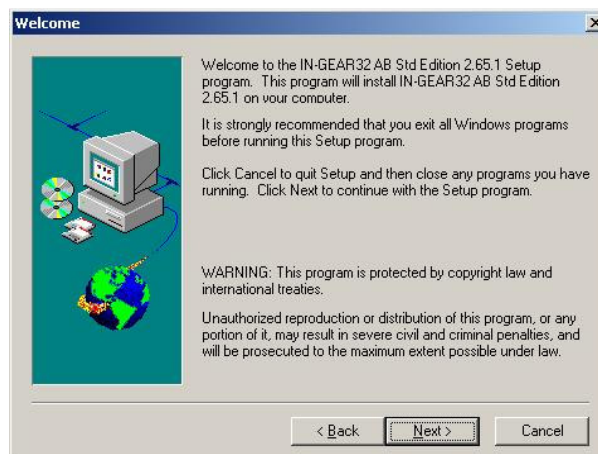 Welcome
Welcome to the IN-GEAR32 AB Std Edition 2.65.1 Setup
program. This program will install IN-GEAR32 AB Std Edition
2.65.1 on your computer.
It is strongly recommended that you exit all Windows programs
before running this Setup program.
Click Cancel to quit Setup and then close any programs you have
running. Click Next to continue with the Setup program.
WARNING: This program is protected by copyright law and
international treaties.
Unauthorized reproduction or distribution of this program, or any
portion of it, may result in severe civil and criminal penalties, and
will be prosecuted to the maximum extent possible under law.
< Back Next > Cancel